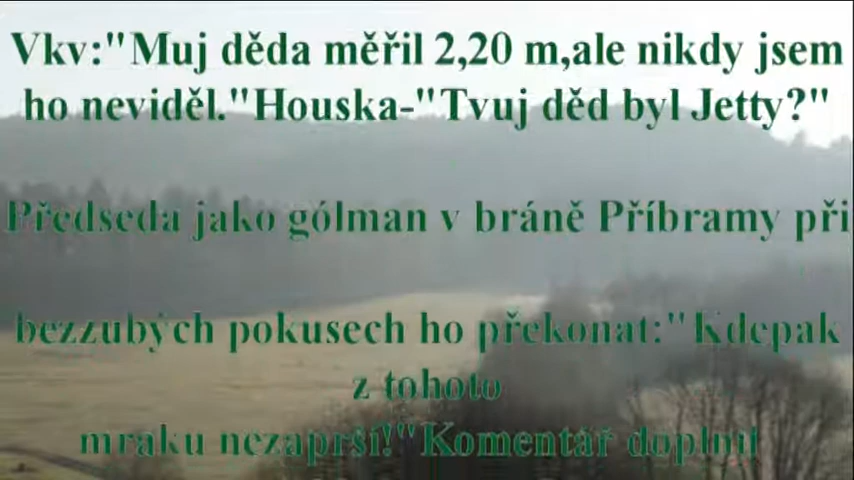 Vkv:"Muj děda měřil 2,20 m,ale nikdy jsem
ho neviděl."Houska-"Tvuj děd byl Jetty?"
Předseda jako gólman v bráně Příbramy při
bezzubých pokusech ho překonat:"Kdepak
z tohoto
mraku nezaprší!"Komentář doplnil